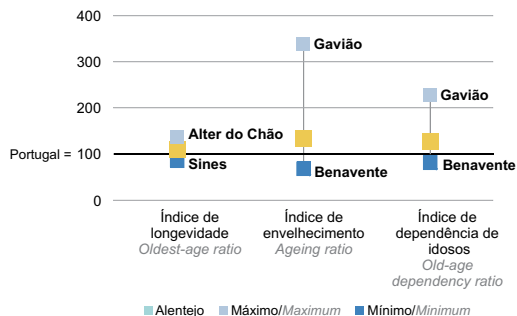 400
300
200
Portugal = 100
0
Gavião
Gavião
Alter do Chão
Sines
Benavente
Benavente
Índice de
longevidade
Oldest-age ratio
Índice de
envelhecimento
Ageing ratio
Índice de
dependência de
idosos
Old-age
dependency ratio
Alentejo
Máximo/Maximum
Mínimo/Minimum